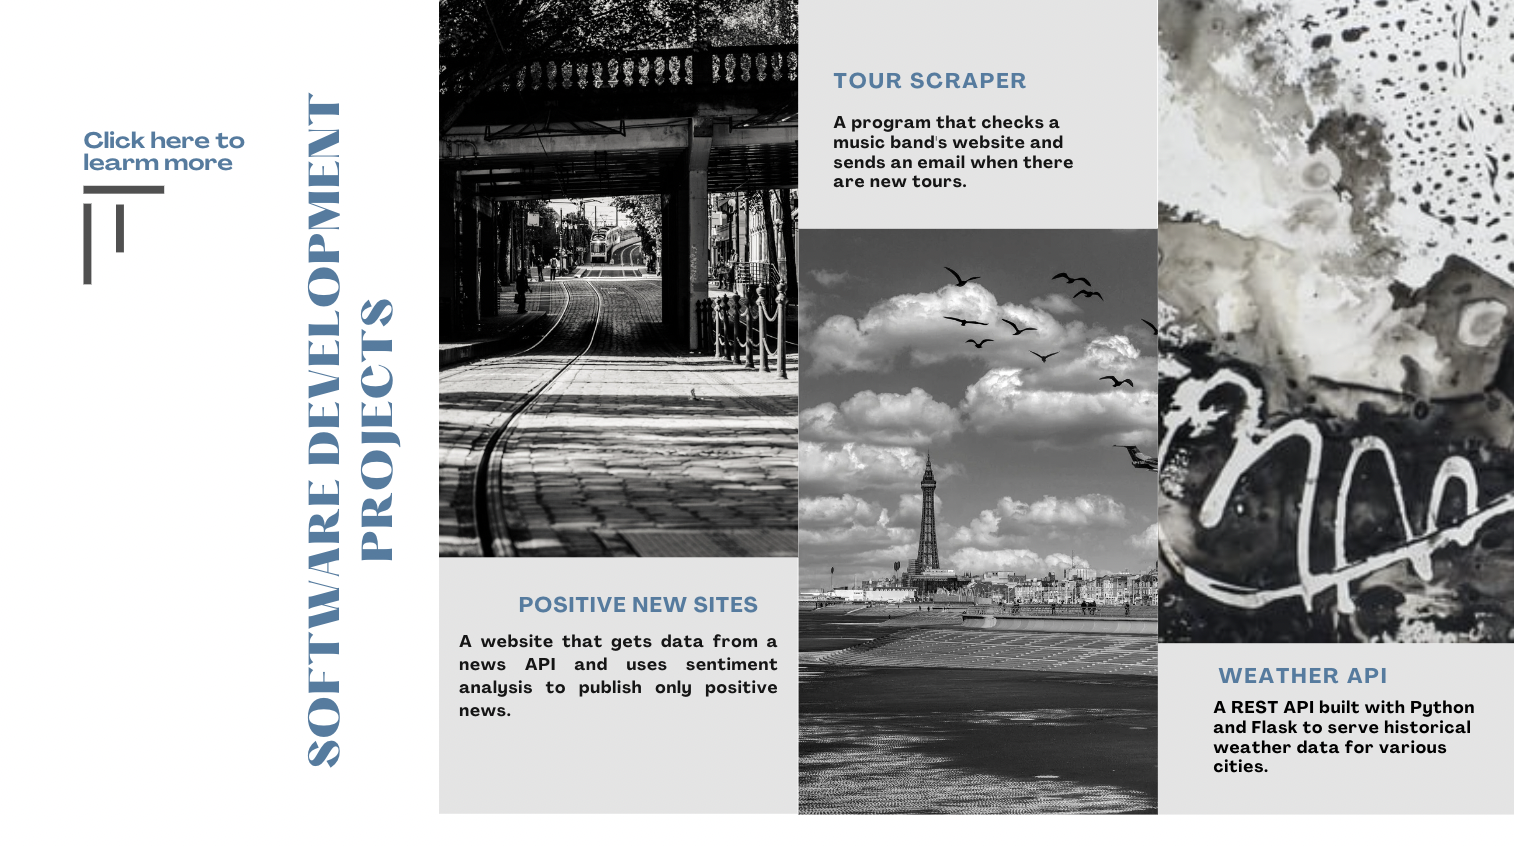 Click here to
learm more
SOFTWARE DEVELOPMENT
PROJECTS
POSITIVE NEW SITES
A website that gets data from a
news API and uses sentiment
analysis to publish only positive
news.
TOUR SCRAPER
A program that checks a
music band's website and
sends an email when there
are new tours.
WEATHER API
A REST API built with Python
and Flask to serve historical
weather data for various
cities.